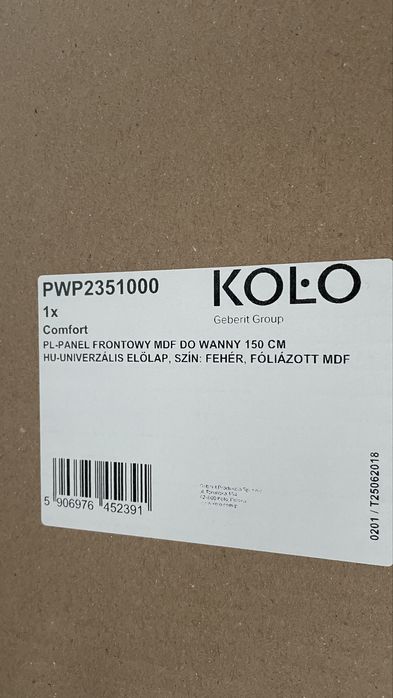 PWP2351000
KOŁO
1x
Geberit Group
Comfort
PL-PANEL FRONTOWY MDF DO WANNY 150 CM
HU-UNIVERZÁLIS ELŐLAP, SZÍN: FEHÉR, FÓLIÁZOTT MDF
5 906976 452391
0201 / T25062018